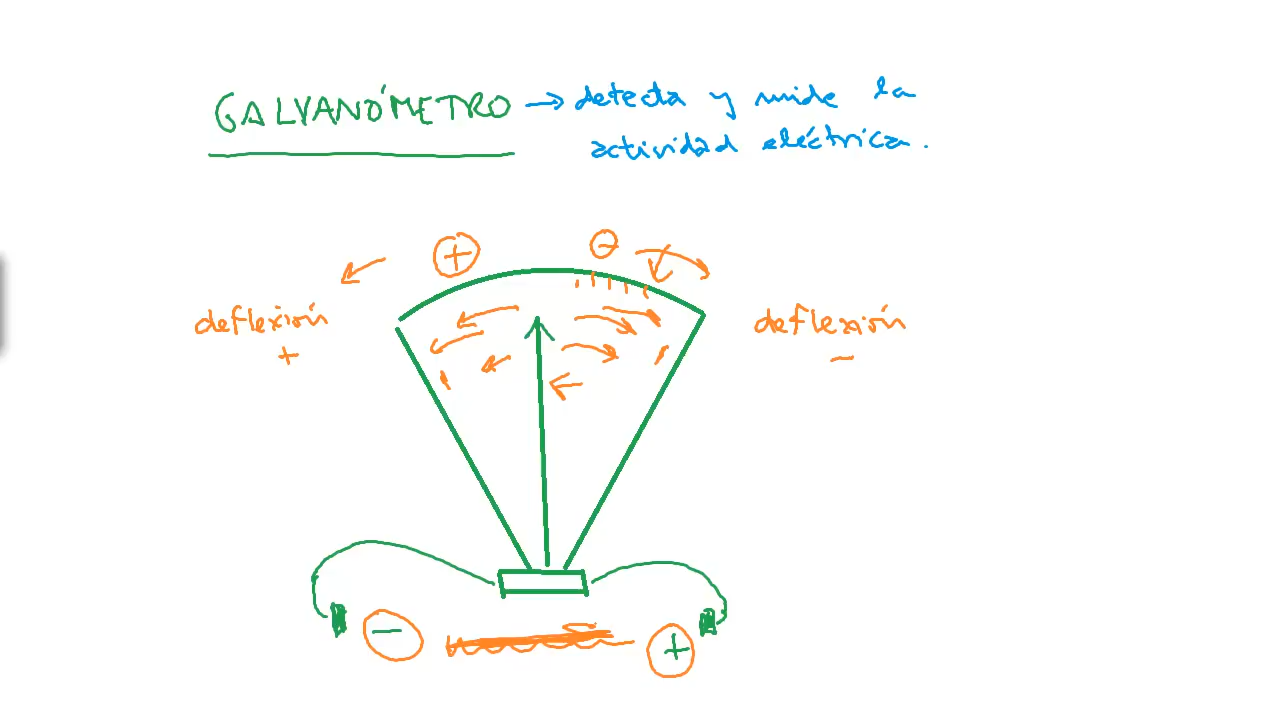 GALVANÓMETRO → detecta y mide la
actividad eléctrica.
+ -
deflexión deflexión
+ -
- +